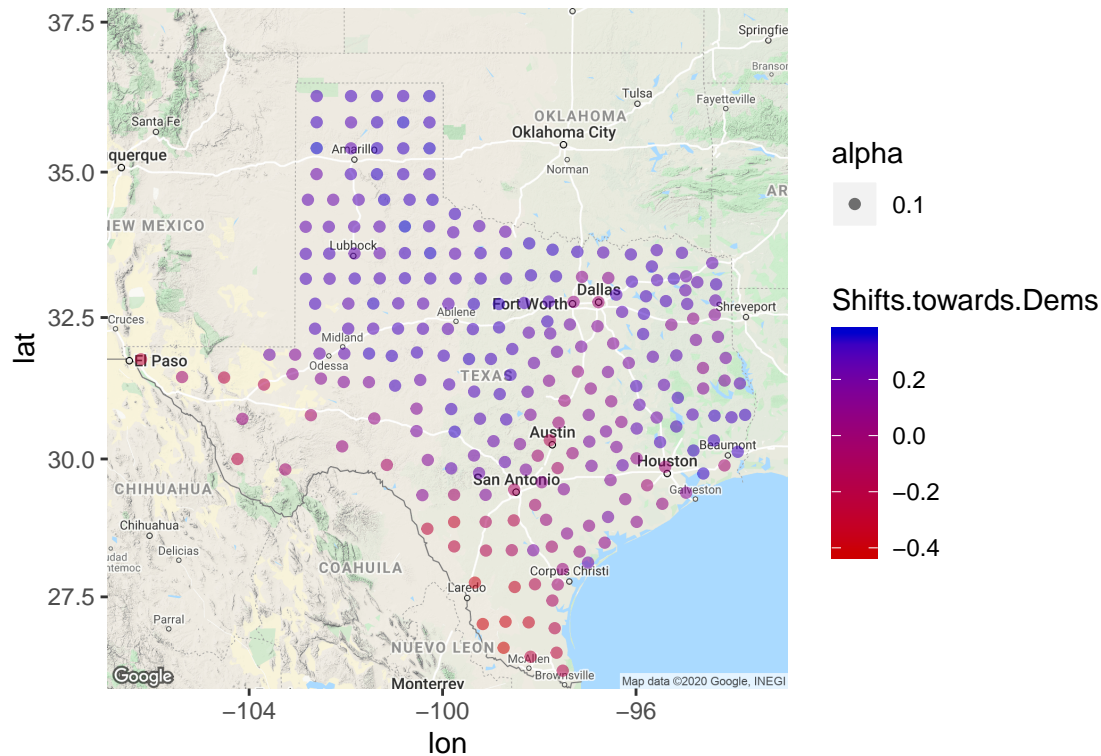 37.5
35.0
32.5
30.0
27.5
lat
−104
−100
−96
lon
Springfie
Branson
Tulsa
Fayetteville
OKLAHOMA
Oklahoma City
Santa Fe
querque
Norman
Amarillo
AR
NEW MEXICO
Lubbock
Dallas
Fort Worth
Shreveport
Abilene
Cruces
Midland
Odessa
El Paso
TEXAS
Austin
Beaumont
Houston
San Antonio
Galveston
CHIHUAHUA
Chihuahua
Delicias
udad
ntemoc
COAHUILA
Corpus Christi
Laredo
Parral
NUEVO LEON
McAllen
Brownsville
Monterrey
Google
Map data ©2020 Google, INEGI
alpha
0.1
Shifts.towards.Dems
0.2
0.0
−0.2
−0.4